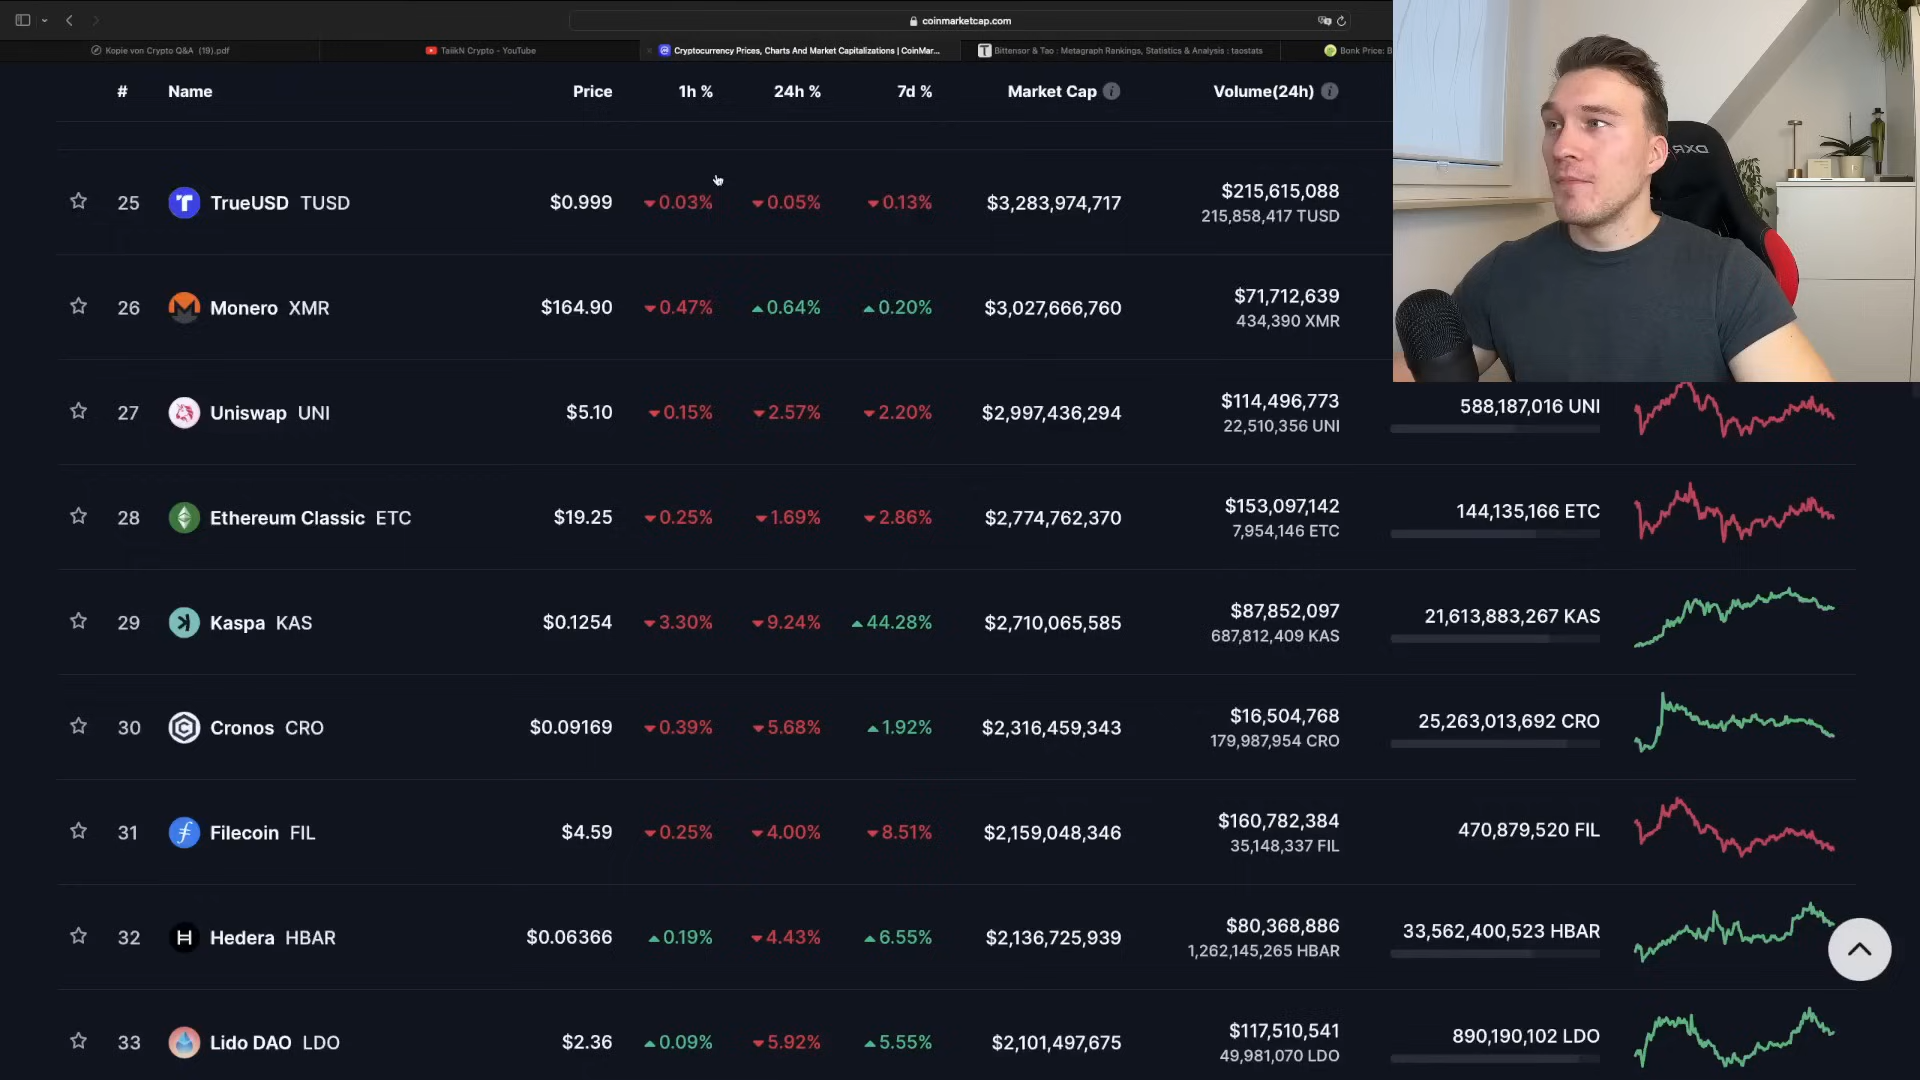 coinmarketcap.com
Kopie von Crypto Q&A (19).pdf
TaiikN Crypto - YouTube
Cryptocurrency Prices, Charts And Market Capitalizations | CoinMar...
Bittensor & Tao : Metagraph Rankings, Statistics & Analysis : taostats
Bonk Price: B
# Name Price 1h % 24h % 7d % Market Cap Volume(24h)
25 TrueUSD TUSD $0.999 0.03% 0.05% 0.13% $3,283,974,717 $215,615,088
215,858,417 TUSD
26 Monero XMR $164.90 0.47% 0.64% 0.20% $3,027,666,760 $71,712,639
434,390 XMR
27 Uniswap UNI $5.10 0.15% 2.57% 2.20% $2,997,436,294 $114,496,773 588,187,016 UNI
22,510,356 UNI
28 Ethereum Classic ETC $19.25 0.25% 1.69% 2.86% $2,774,762,370 $153,097,142 144,135,166 ETC
7,954,146 ETC
29 Kaspa KAS $0.1254 3.30% 9.24% 44.28% $2,710,065,585 $87,852,097 21,613,883,267 KAS
687,812,409 KAS
30 Cronos CRO $0.09169 0.39% 5.68% 1.92% $2,316,459,343 $16,504,768 25,263,013,692 CRO
179,987,954 CRO
31 Filecoin FIL $4.59 0.25% 4.00% 8.51% $2,159,048,346 $160,782,384 470,879,520 FIL
35,148,337 FIL
32 Hedera HBAR $0.06366 0.19% 4.43% 6.55% $2,136,725,939 $80,368,886 33,562,400,523 HBAR
1,262,145,265 HBAR
33 Lido DAO LDO $2.36 0.09% 5.92% 5.55% $2,101,497,675 $117,510,541 890,190,102 LDO
49,981,070 LDO